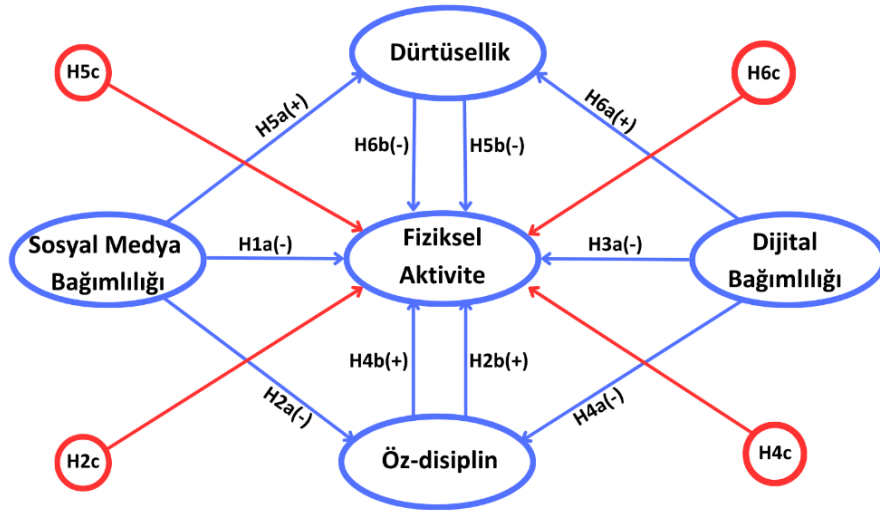 H5c
Dürtüsellik
H6c
H5a(+)
H6a(+)
H6b(-)
H5b(-)
Sosyal Medya
Bağımlılığı
H1a(-)
Fiziksel
Aktivite
H3a(-)
Dijital
Bağımlılığı
H4b(+)
H2b(+)
H2a(-)
H4a(-)
H2c
Öz-disiplin
H4c